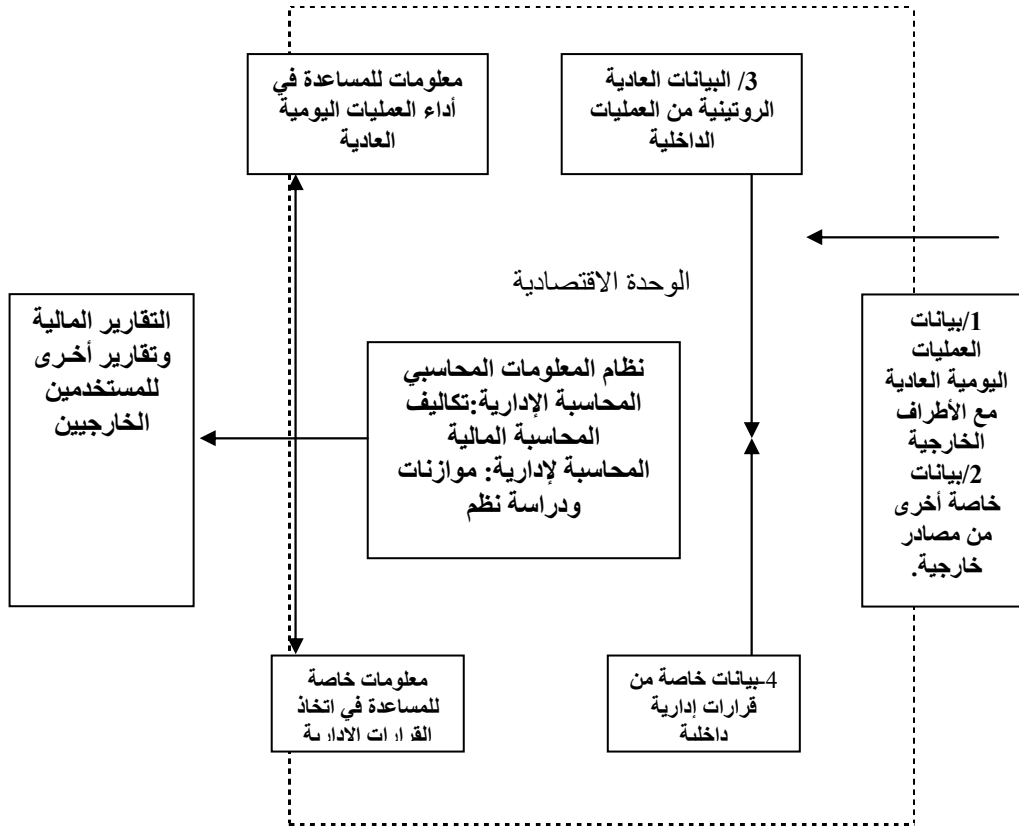 3/ البيانات العادية
الروتينية من العمليات
الداخلية
معلومات للمساعدة في
أداء العمليات اليومية
العادية
الوحدة الاقتصادية
1/بيانات
العمليات
اليومية العادية
مع الأطراف
الخارجية
2/بيانات
خاصة أخرى
من مصادر
خارجية.
نظام المعلومات المحاسبي
المحاسبة الإدارية:تكاليف
المحاسبة المالية
المحاسبة لإدارية: موازنات
ودراسة نظم
التقارير المالية
وتقارير أخرى
للمستخدمين
الخارجيين
4-بيانات خاصة من
قرارات إدارية
داخلية
معلومات خاصة
للمساعدة في اتخاذ
القرارات الإدارية